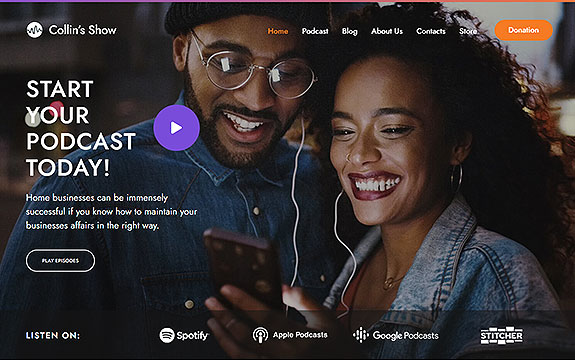 Collin's Show
Home Podcast Blog About Us Contacts Store Donation
START
YOUR
PODCAST
TODAY!
Home businesses can be immensely
successful if you know how to maintain your
businesses affairs in the right way.
PLAY EPISODES
LISTEN ON: Spotify Apple Podcasts Google Podcasts STITCHER